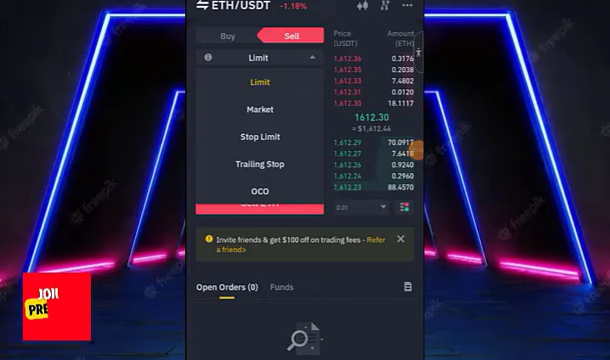 ETH/USDT -1.18%
Buy
Sell
Price (USDT)
Amount (ETH)
Limit
1,612.36 0.3176
1,612.35 0.2038
1,612.33 7.4802
1,612.31 0.0120
1,612.30 18.1117
1612.30
≈ $1,612.46
1,612.29 70.0917
1,612.27
1,612.26 0.9240
1,612.24 0.2960
1,612.23 88.4570
Limit
Market
Stop Limit
Trailing Stop
OCO
0.01
Invite friends & get $100 off on trading fees - Refer
a friend>
Open Orders (0)
Funds
PRE
freepik
freepik